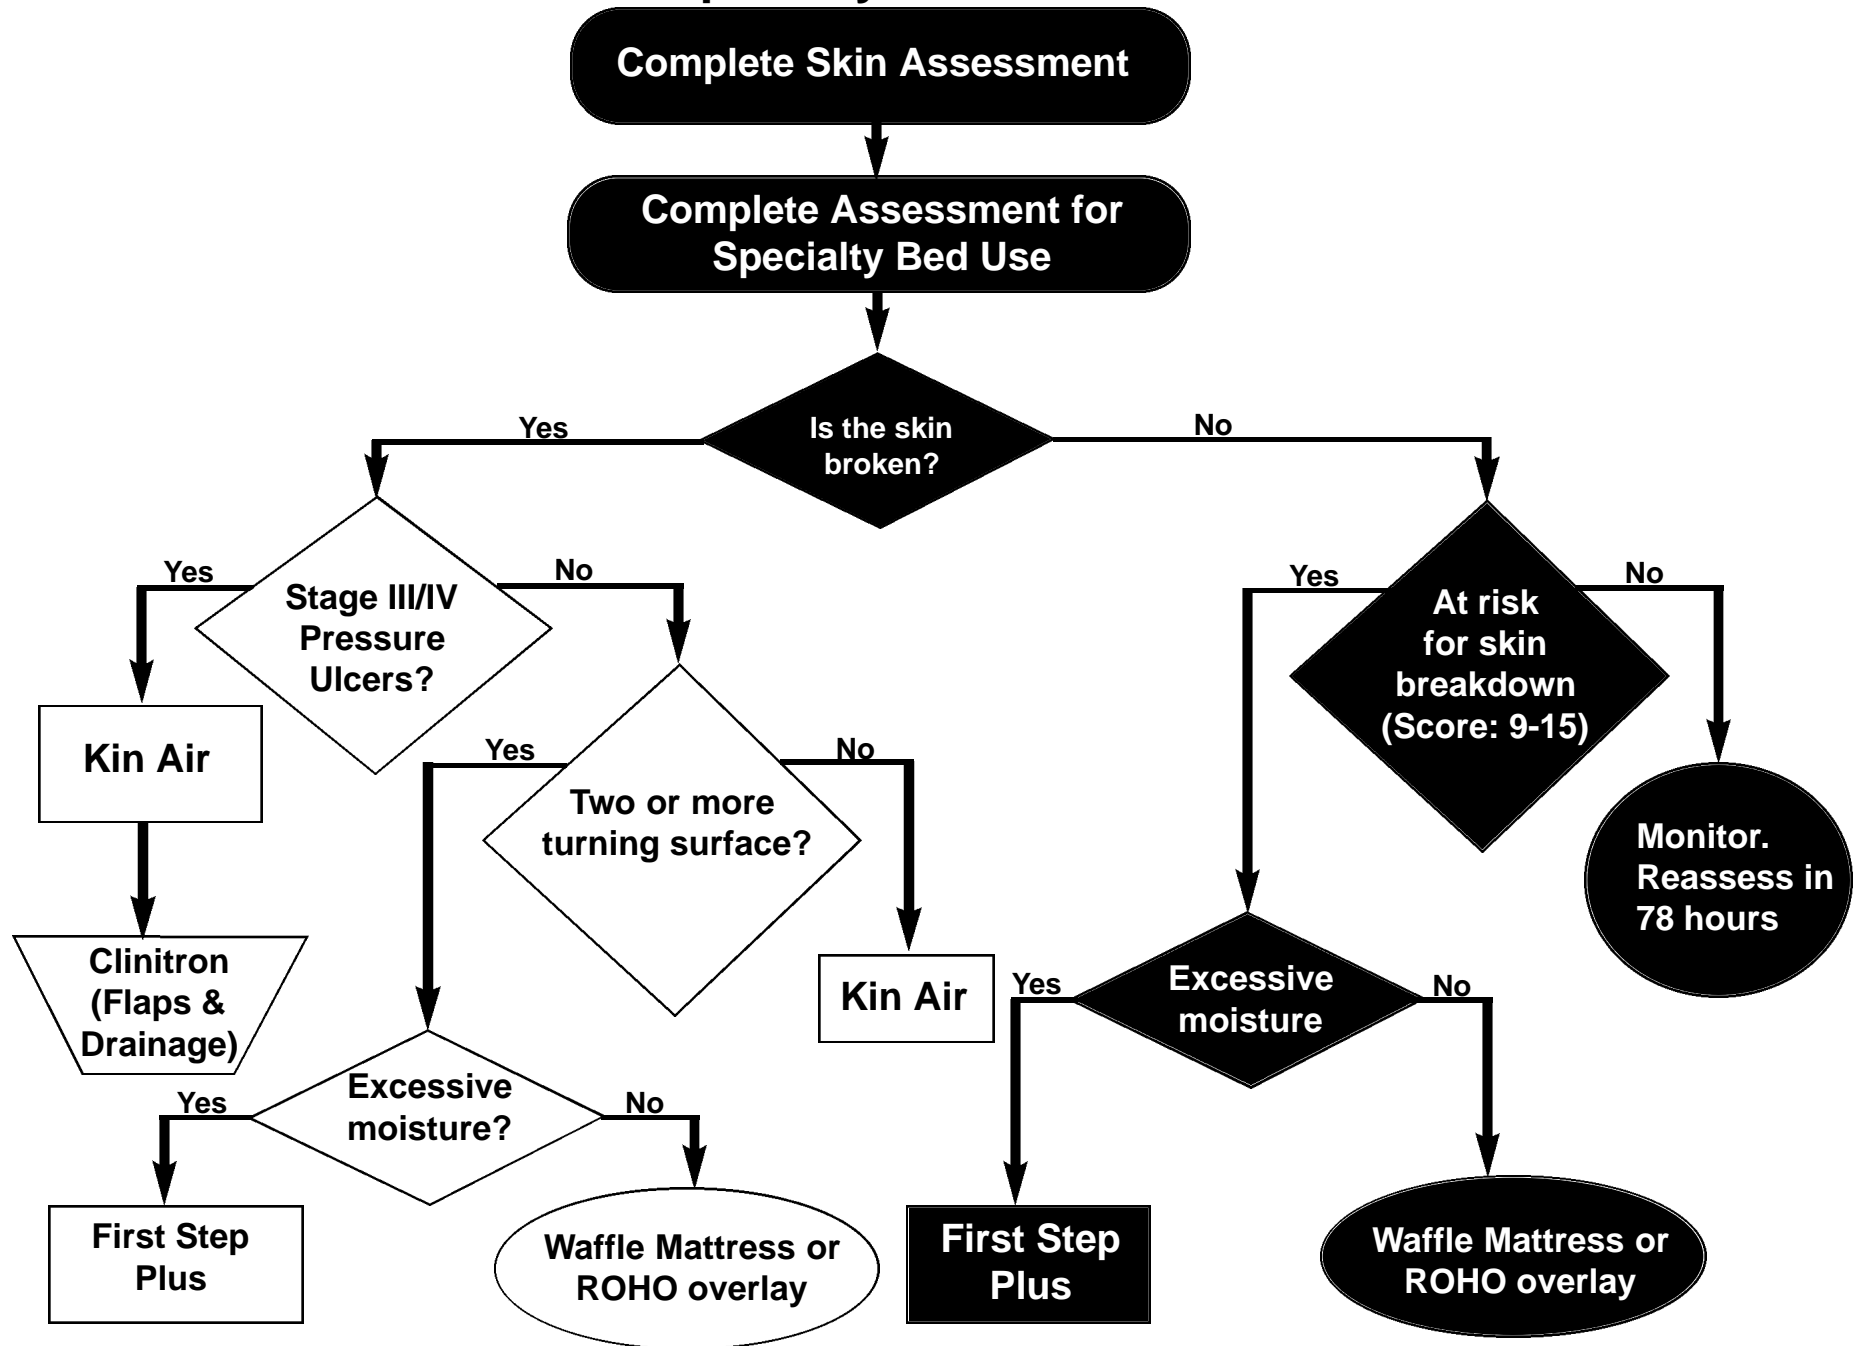 Complete Skin Assessment
Complete Assessment for
Specialty Bed Use
Is the skin
broken?
Yes
No
Stage III/IV
Pressure
Ulcers?
Yes
No
At risk
for skin
breakdown
(Score: 9-15)
Yes
No
Kin Air
Two or more
turning surface?
Yes
No
Monitor.
Reassess in
78 hours
Clinitron
(Flaps &
Drainage)
Kin Air
Excessive
moisture
Yes
No
Excessive
moisture?
Yes
No
First Step
Plus
Waffle Mattress or
ROHO overlay
First Step
Plus
Waffle Mattress or
ROHO overlay